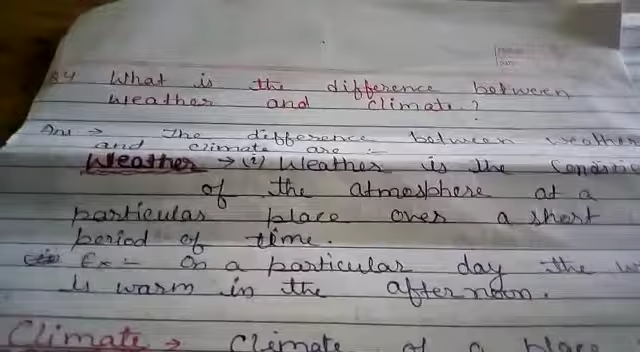 Q4 What is the difference between
weather and climate?
Ans → The difference between weather
and climate are :-
Weather → (i) Weather is the
of the atmosphere at a
particular place over a short
period of time.
Ex :- On a particular day the
is warm in the afternoon.
Climate → Climate of a place